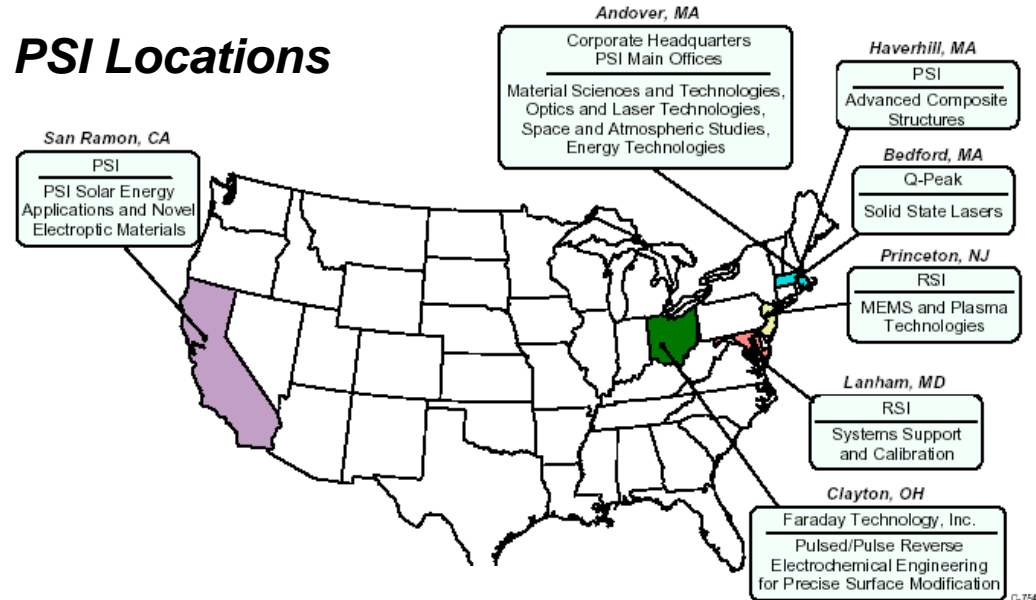 PSI Locations
Andover, MA
Corporate Headquarters
PSI Main Offices
Material Sciences and Technologies,
Optics and Laser Technologies,
Space and Atmospheric Studies,
Energy Technologies
Haverhill, MA
PSI
Advanced Composite
Structures
San Ramon, CA
PSI
PSI Solar Energy
Applications and Novel
Electroptic Materials
Bedford, MA
Q-Peak
Solid State Lasers
Princeton, NJ
RSI
MEMS and Plasma
Technologies
Lanham, MD
RSI
Systems Support
and Calibration
Clayton, OH
Faraday Technology, Inc.
Pulsed/Pulse Reverse
Electrochemical Engineering
for Precise Surface Modification